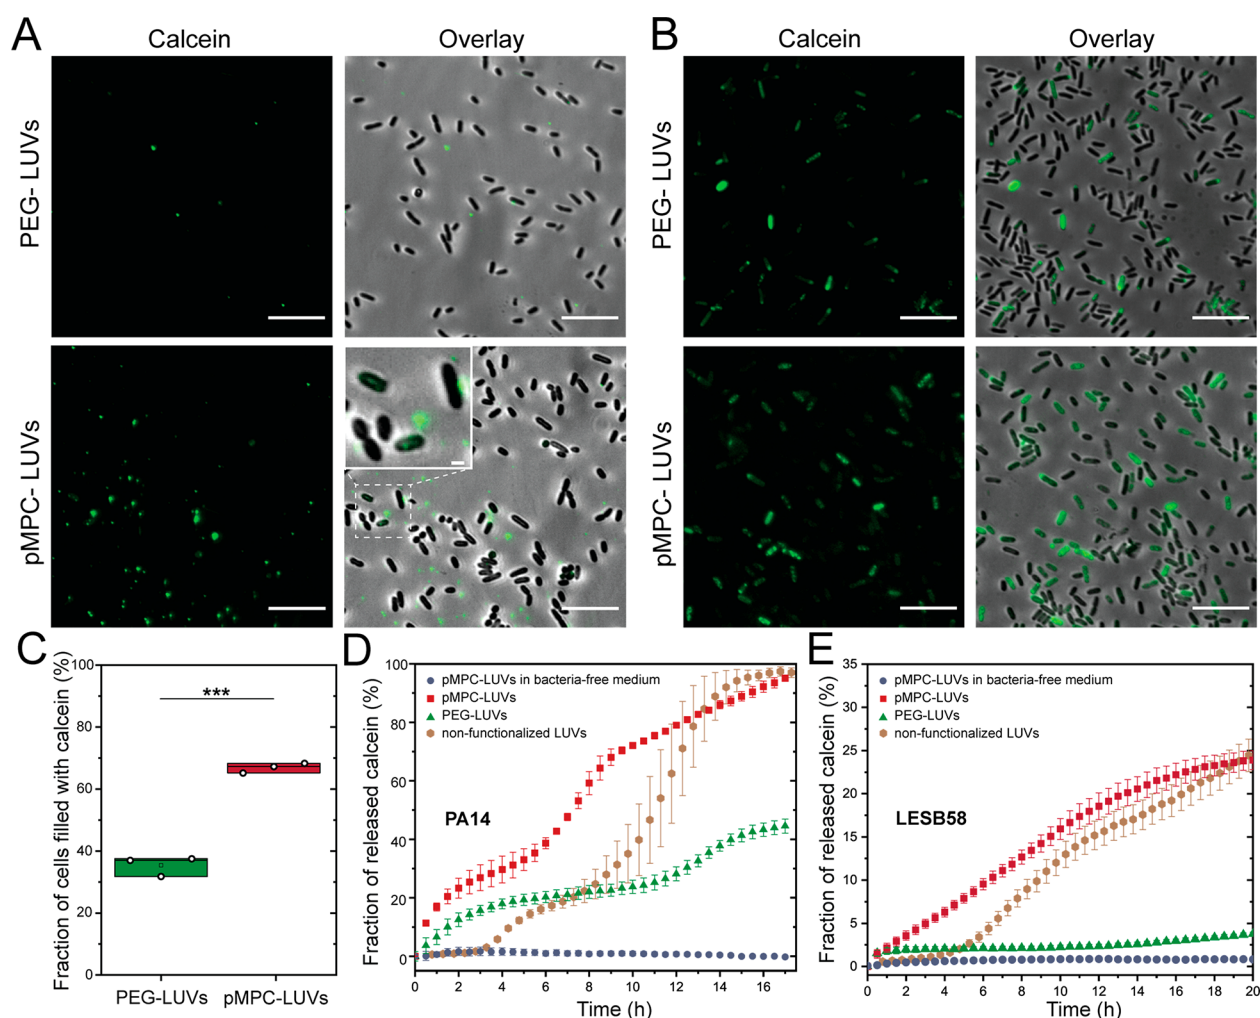 A
Calcein
Overlay
PEG- LUVs
pMPC- LUVs
B
Calcein
Overlay
PEG- LUVs
pMPC- LUVs
C
Fraction of cells filled with calcein (%)
100
80
60
40
20
0
***
PEG-LUVs
pMPC-LUVs
D
Fraction of released calcein (%)
100
80
60
40
20
0
pMPC-LUVs in bacteria-free medium
pMPC-LUVs
PEG-LUVs
non-functionalized LUVs
PA14
0 2 4 6 8 10 12 14 16
Time (h)
E
Fraction of released calcein (%)
35
30
25
20
15
10
5
0
pMPC-LUVs in bacteria-free medium
pMPC-LUVs
PEG-LUVs
non-functionalized LUVs
LESB58
0 2 4 6 8 10 12 14 16 18 20
Time (h)